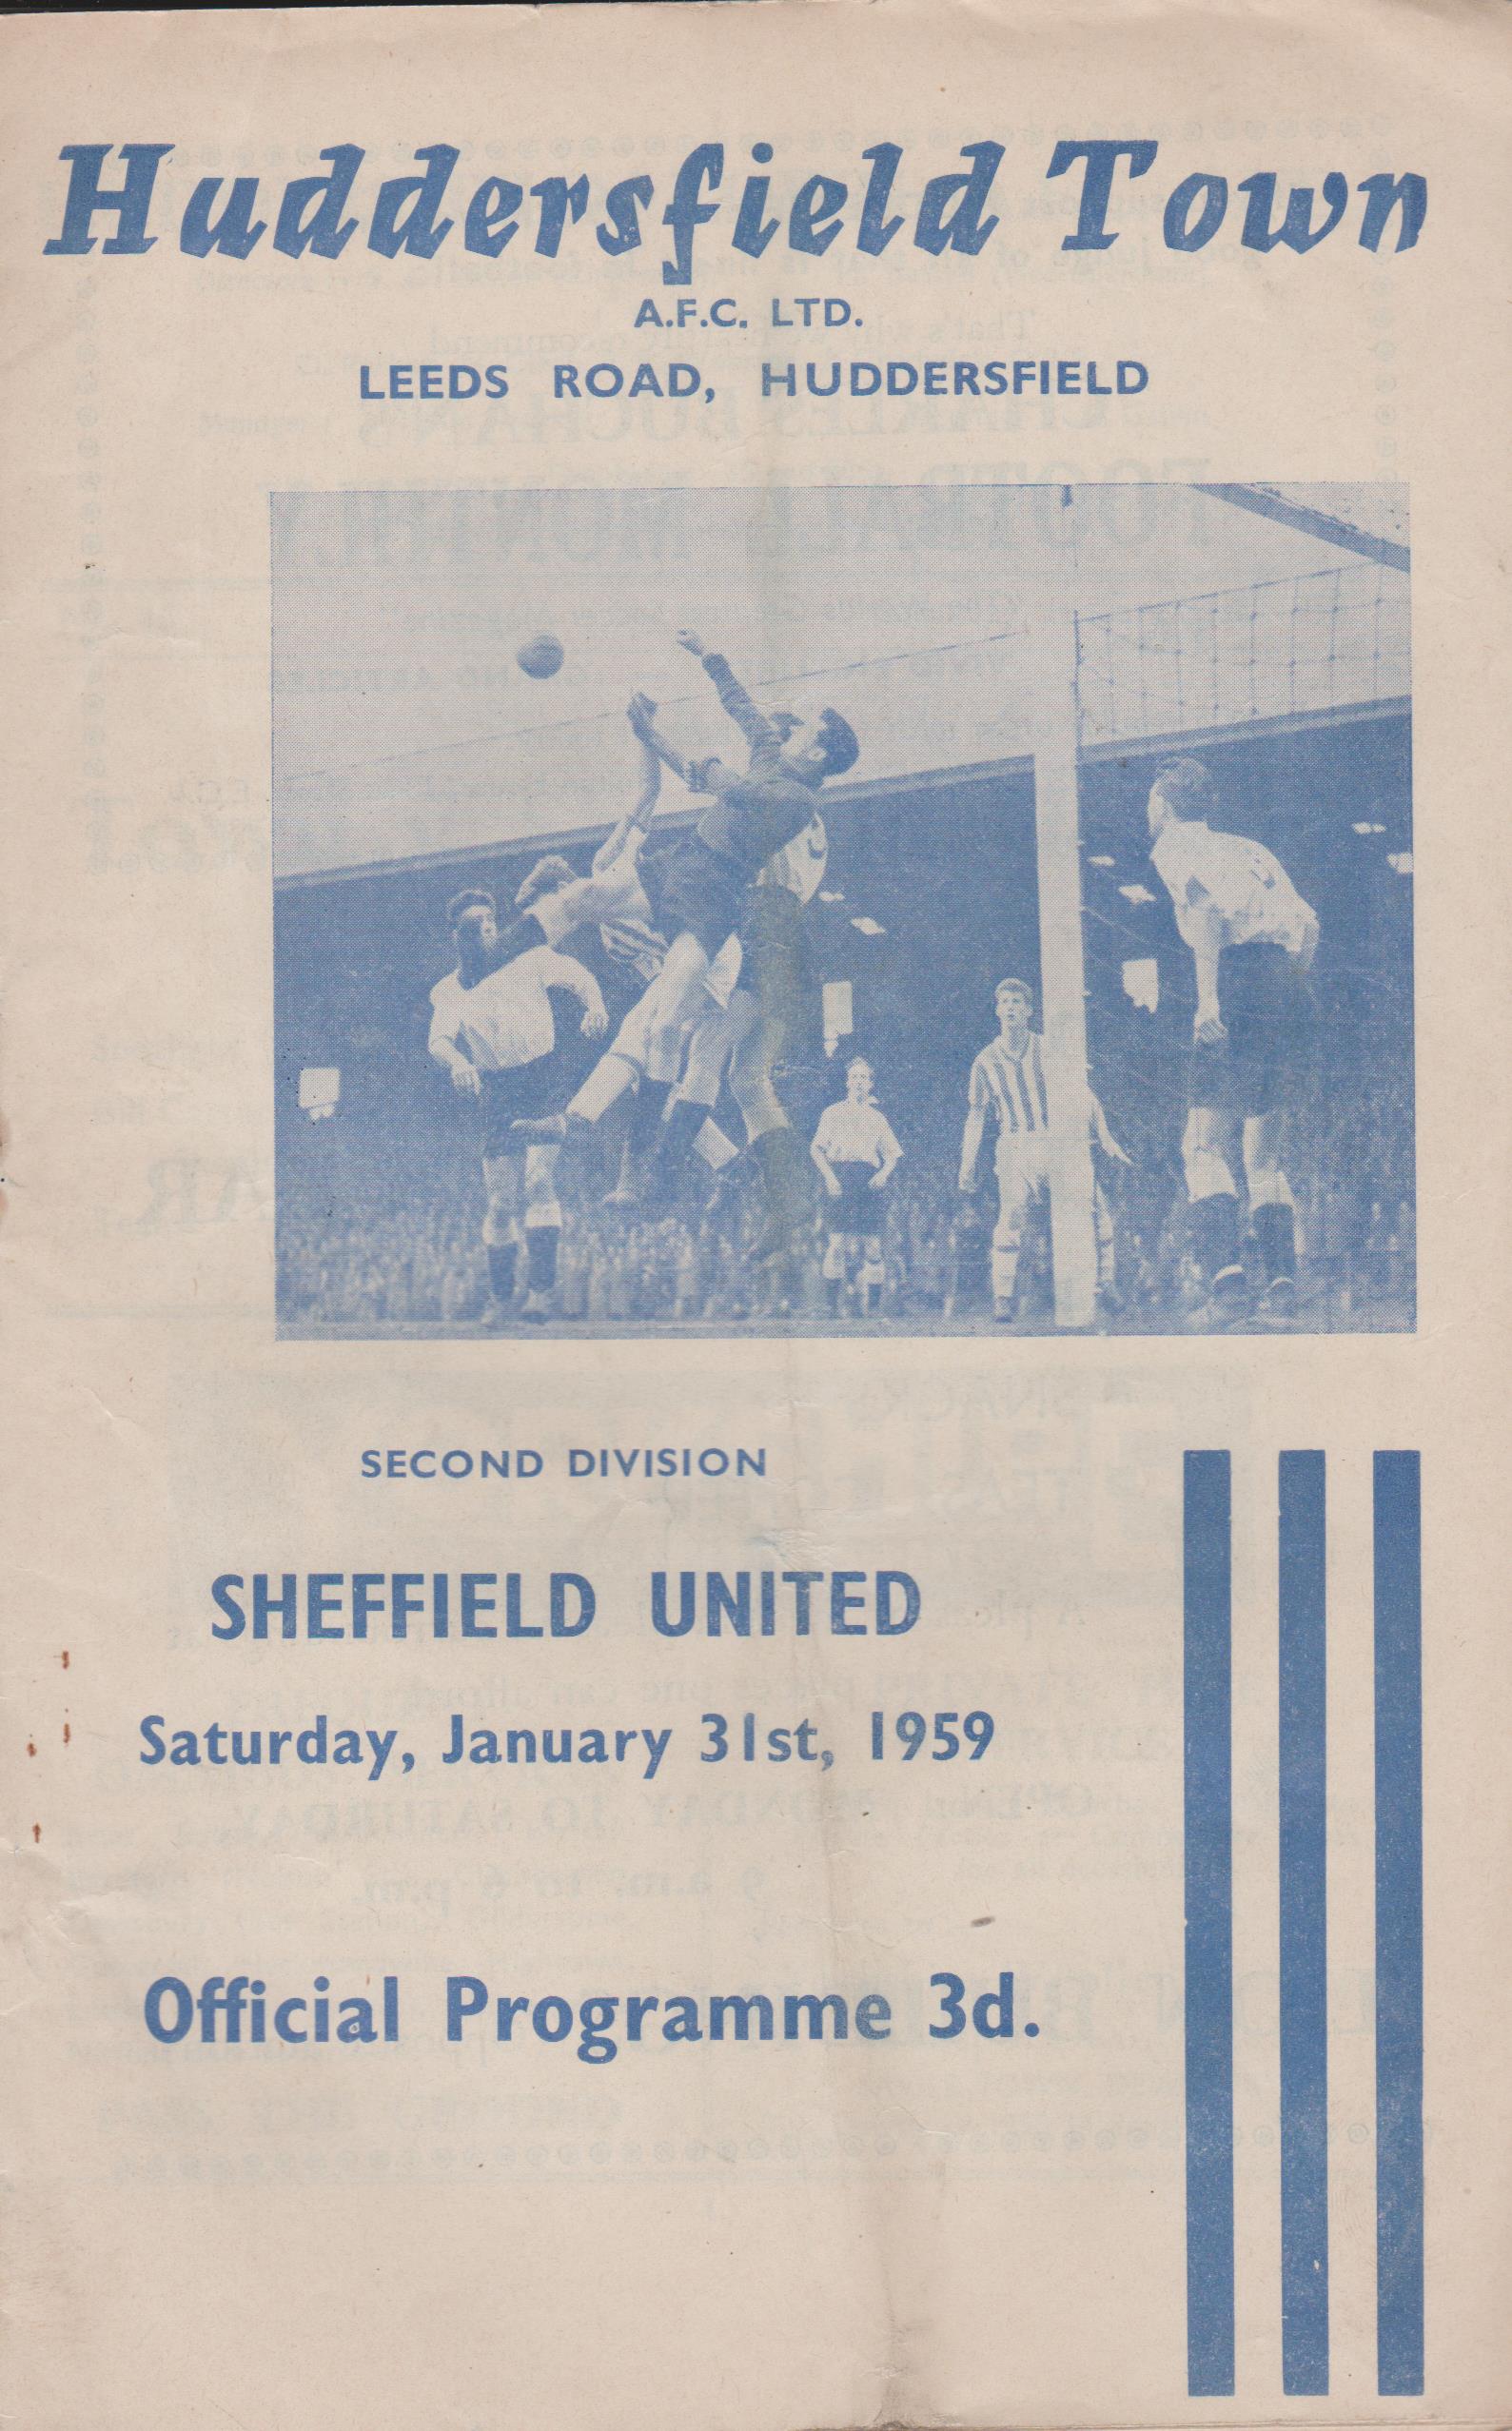 Huddersfield Town
A.F.C. LTD.
LEEDS ROAD, HUDDERSFIELD
SECOND DIVISION
SHEFFIELD UNITED
Saturday, January 31st, 1959
Official Programme 3d.